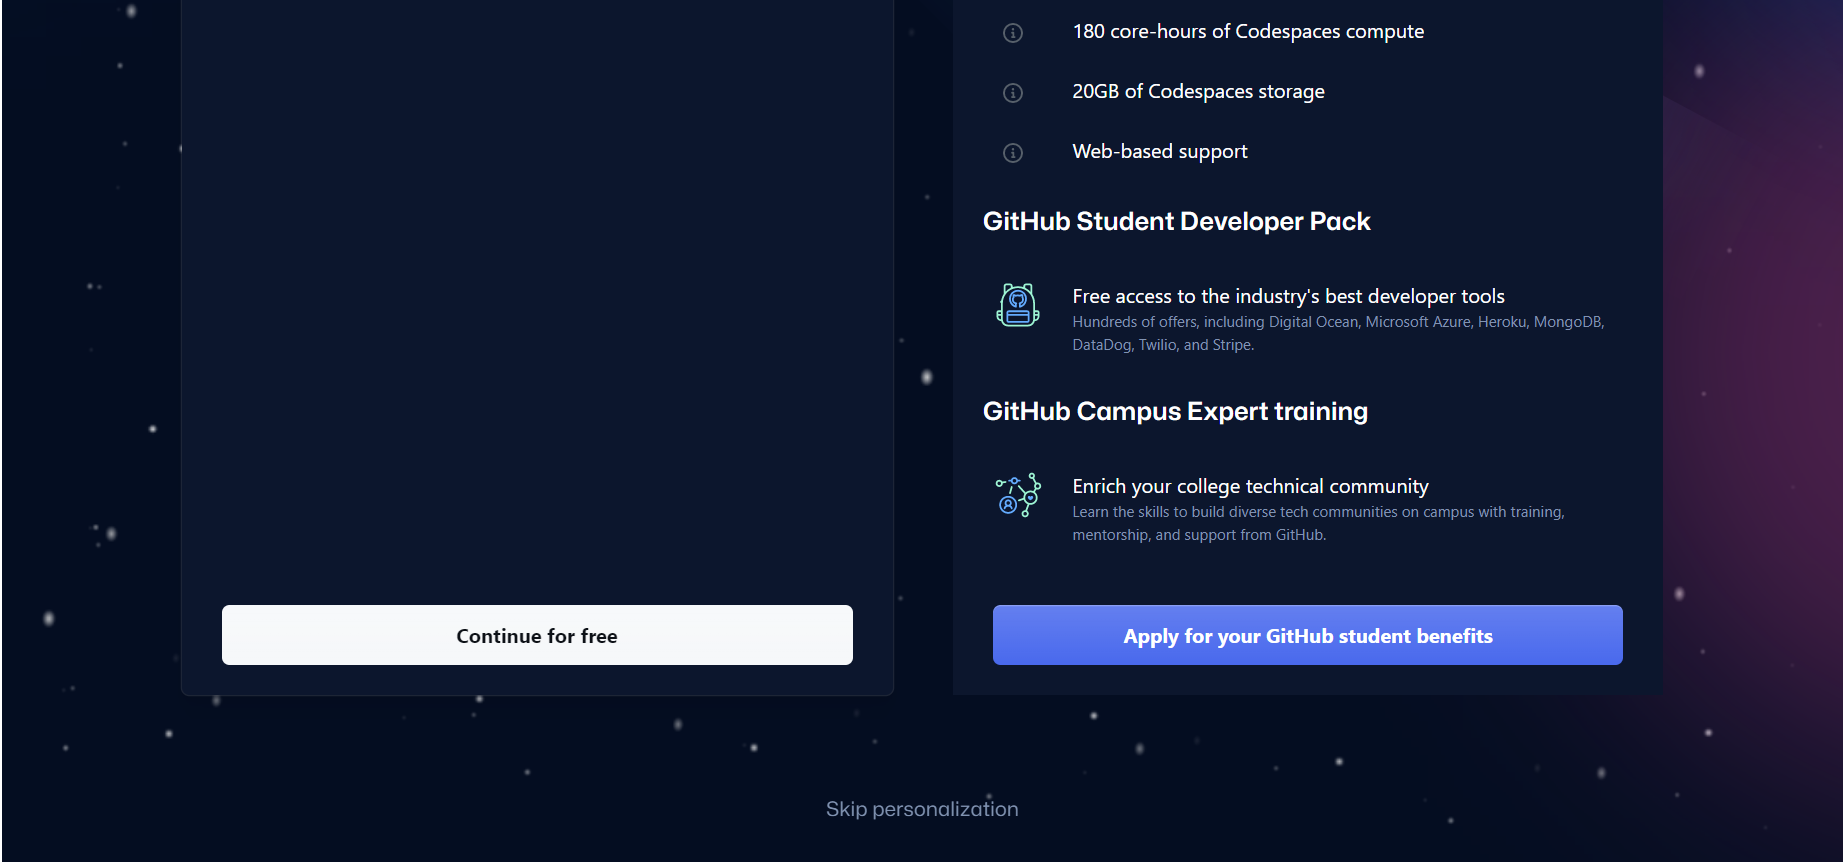 180 core-hours of Codespaces compute
20GB of Codespaces storage
Web-based support
GitHub Student Developer Pack
Free access to the industry's best developer tools
Hundreds of offers, including Digital Ocean, Microsoft Azure, Heroku, MongoDB,
DataDog, Twilio, and Stripe.
GitHub Campus Expert training
Enrich your college technical community
Learn the skills to build diverse tech communities on campus with training,
mentorship, and support from GitHub.
Continue for free
Apply for your GitHub student benefits
Skip personalization